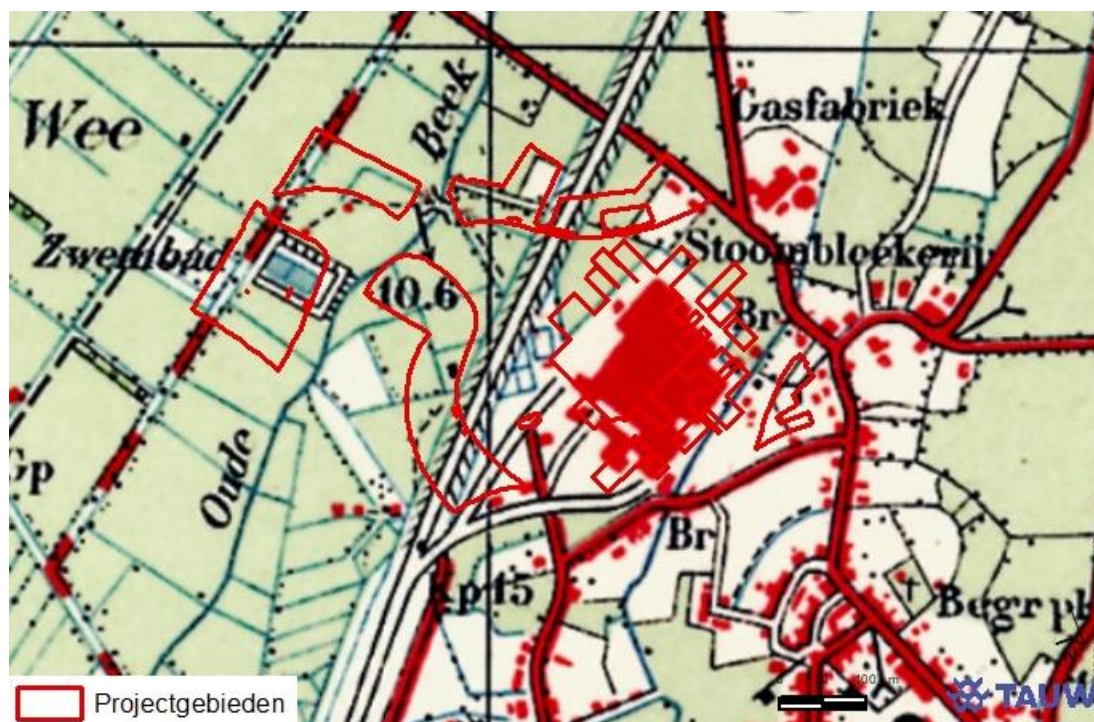 Wee
Beek
Gasfabriek
Zwembad
Stoombleekerij
10.6
Br
Gp
Oude
Br
Kp 15
Begr pl
Projectgebieden
TAUW